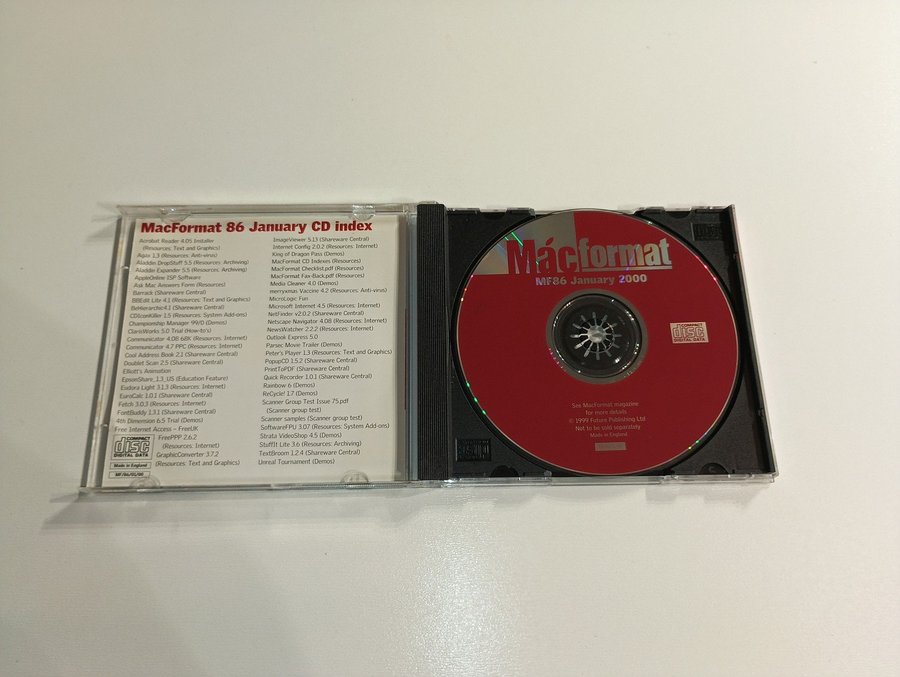 MacFormat 86 January CD index
Acrobat Reader 4.05 Installer
(Resources: Text and Graphics)
Agax 1.3 (Resources: Anti-virus)
Aladdin DropStuff 5.5 (Resources: Archiving)
Aladdin Expander 5.5 (Resources: Archiving)
AppleOnline ISP Software
Ask Mac Answers Form (Resources)
Barrack (Shareware Central)
BBEdit Lite 4.1 (Resources: Text and Graphics)
BeHierarchic4.1 (Shareware Central)
CDIconKiller 1.5 (Resources: System Add-ons)
Championship Manager 99/D (Demos)
ClarisWorks 5.0 Trial (How-to's)
Communicator 4.08 68K (Resources: Internet)
Communicator 4.7 PPC (Resources: Internet)
Cool Address Book 2.1 (Shareware Central)
Doublet Scan 2.5 (Shareware Central)
Elliott's Animation
EpsonShare_1.3_US (Education Feature)
Eudora Light 3.1.3 (Resources: Internet)
EuroCalc 1.0.1 (Shareware Central)
Fetch 3.0.3 (Resources: Internet)
FontBuddy 1.3.1 (Shareware Central)
4th Dimension 6.5 Trial (Demos)
Free Internet Access – FreeUK
FreePPP 2.6.2
(Resources: Internet)
GraphicConverter 3.7.2
(Resources: Text and Graphics)
COMPACT
disc
DIGITAL DATA
Made in England
MF/86/01/00
ImageViewer 5.13 (Shareware Central)
Internet Config 2.0.2 (Resources: Internet)
King of Dragon Pass (Demos)
MacFormat CD Indexes (Resources)
MacFormat Checklist.pdf (Resources)
MacFormat Fax-Back.pdf (Resources)
Media Cleaner 4.0 (Demos)
merryxmas Vaccine 4.2 (Resources: Anti-virus)
MicroLogic Fun
Microsoft Internet 4.5 (Resources: Internet)
NetFinder v2.0.2 (Shareware Central)
Netscape Navigator 4.08 (Resources: Internet)
NewsWatcher 2.2.2 (Resources: Internet)
Outlook Express 5.0
Parsec Movie Trailer (Demos)
Peter's Player 1.3 (Resources: Text and Graphics)
PopupCD 1.5.2 (Shareware Central)
PrintToPDF (Shareware Central)
Quick Recorder 1.0.1 (Shareware Central)
Rainbow 6 (Demos)
ReCycle! 1.7 (Demos)
Scanner Group Test Issue 75.pdf
(Scanner group test)
Scanner samples (Scanner group test)
SoftwareFPU 3.07 (Resources: System Add-ons)
Strata VideoShop 4.5 (Demos)
StuffIt Lite 3.6 (Resources: Archiving)
TextBroom 1.2.4 (Shareware Central)
Unreal Tournament (Demos)
Mácformat
MF86 January 2000
COMPACT
disc
DIGITAL DATA
See MacFormat magazine
for more details
© 1999 Future Publishing Ltd
Not to be sold separately
Made in England